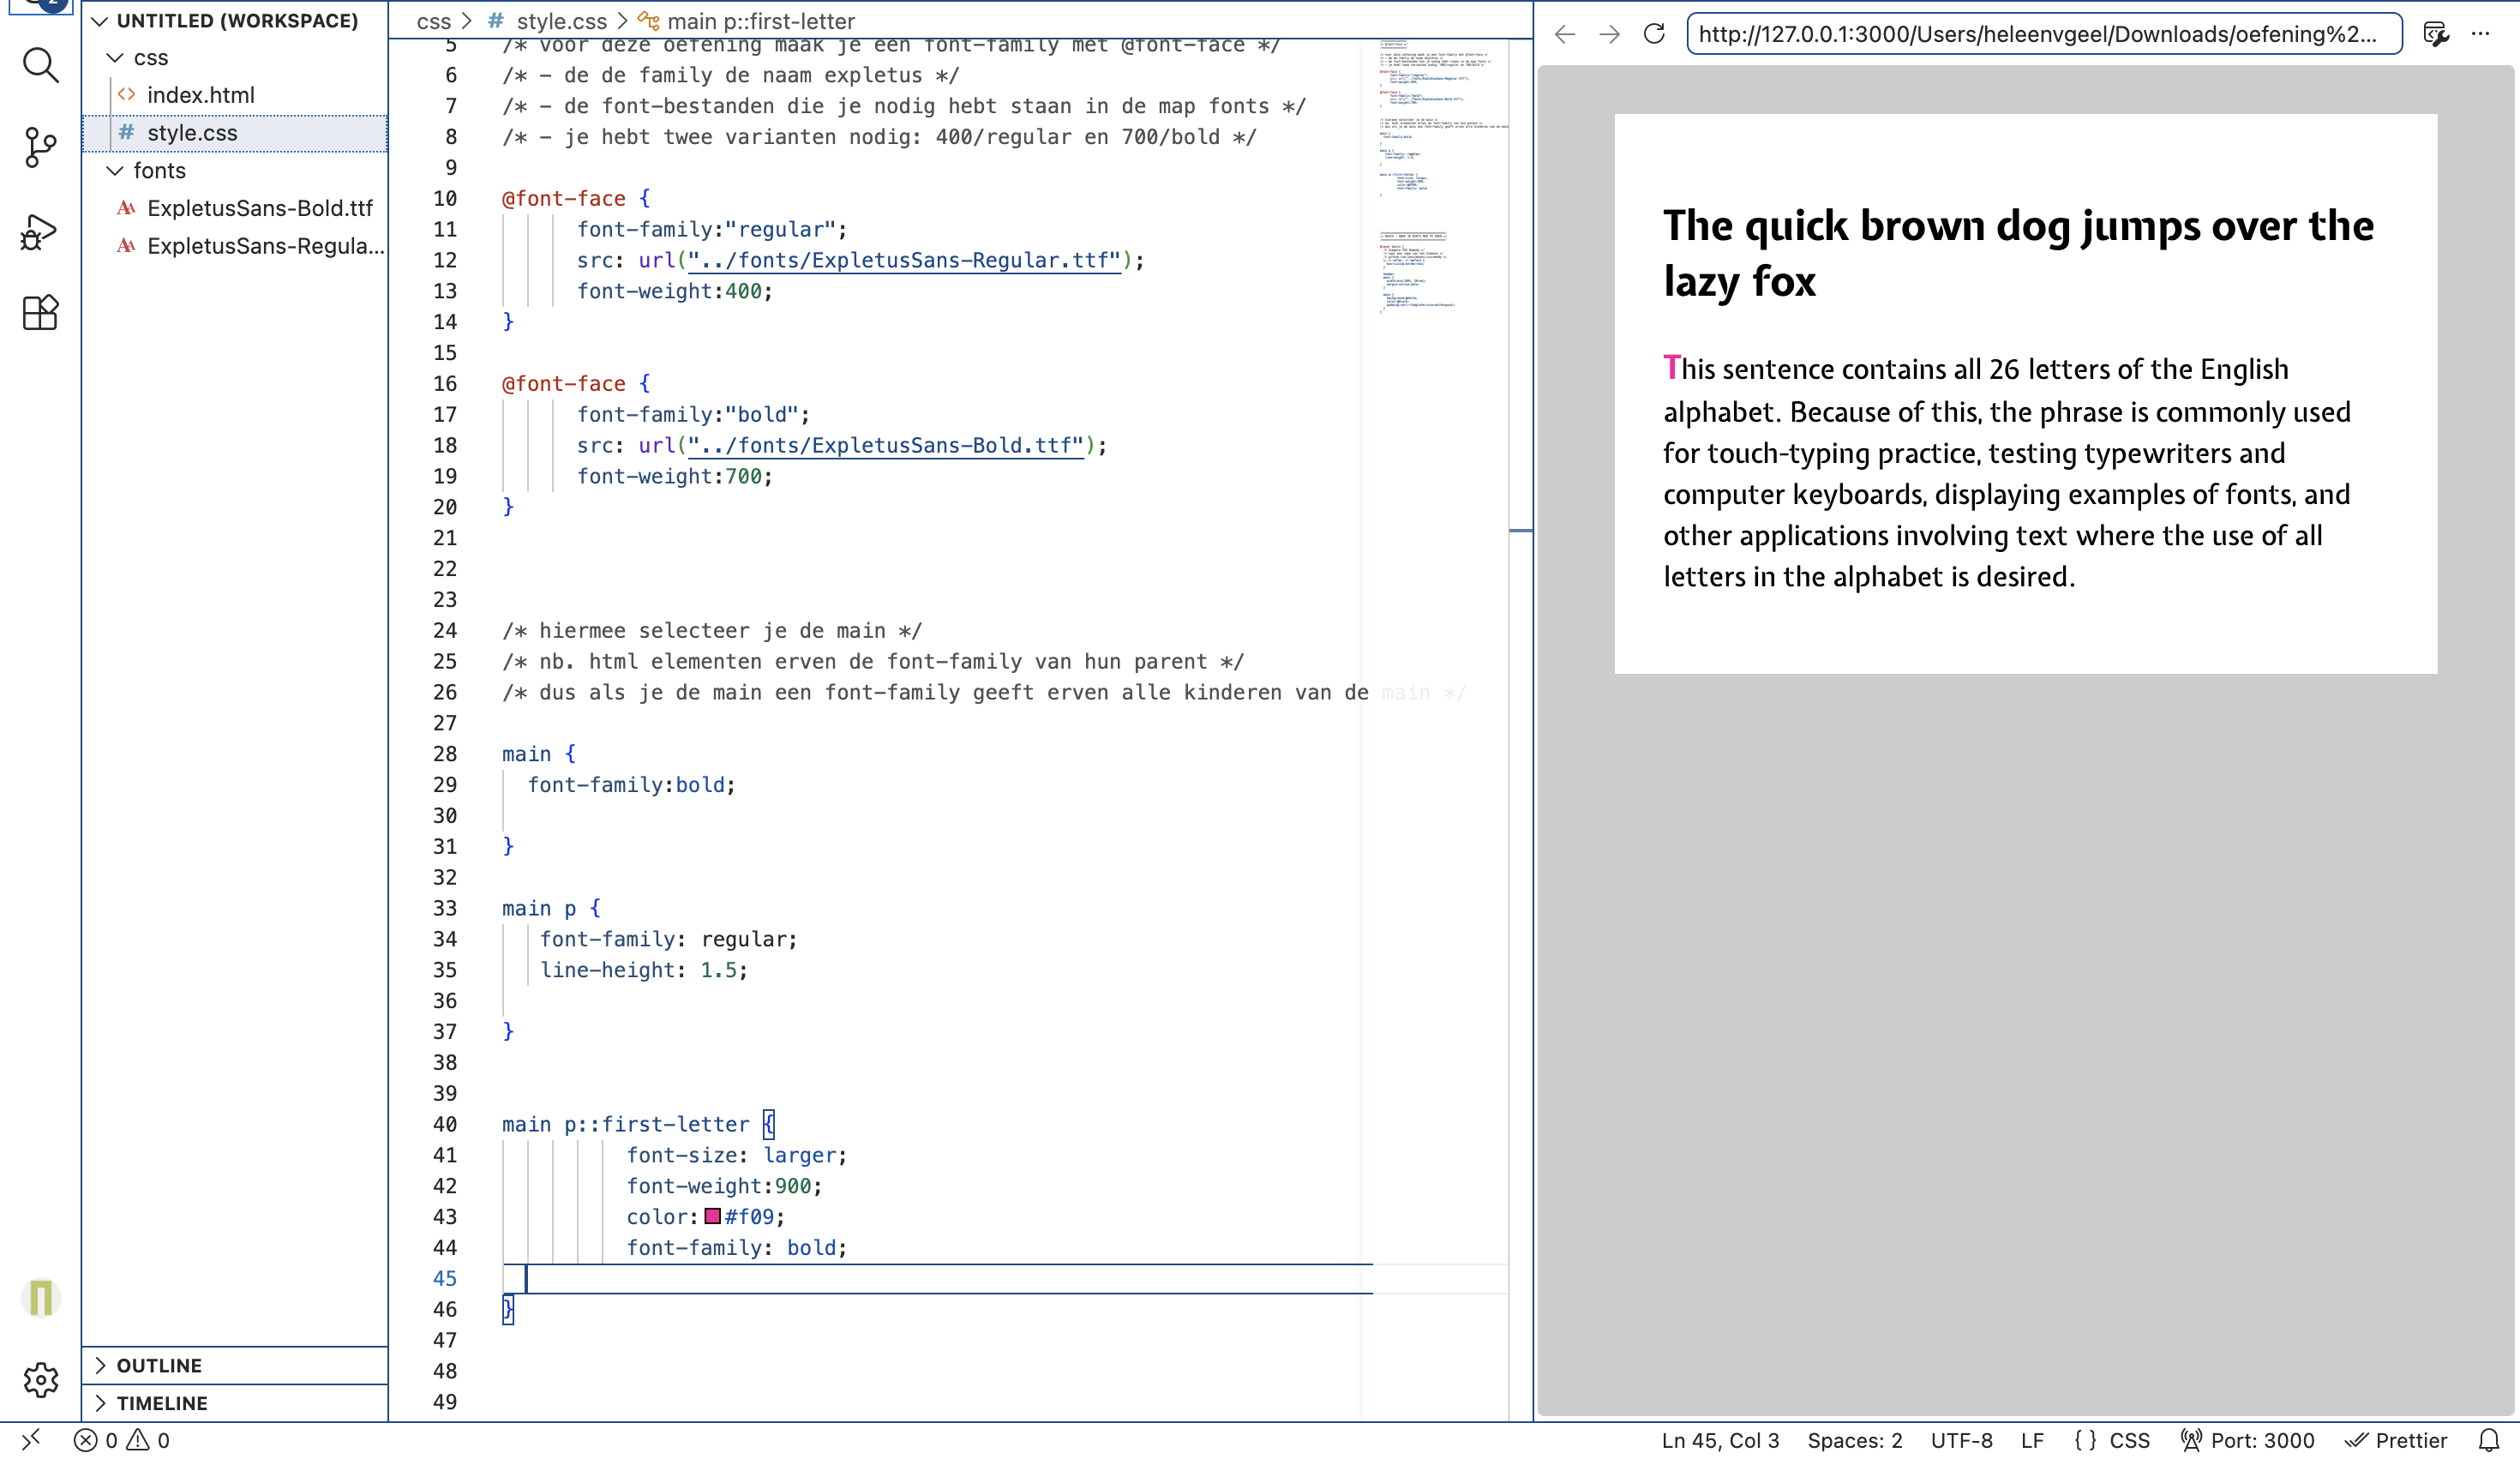 2
UNTITLED (WORKSPACE)
css
index.html
# style.css
fonts
ExpletusSans-Bold.ttf
ExpletusSans-Regula...
OUTLINE
TIMELINE
css > # style.css > main p::first-letter
5 /* voor deze oefening maak je een font-family met @font-face */
6 /* - de de family de naam expletus */
7 /* - de font-bestanden die je nodig hebt staan in de map fonts */
8 /* - je hebt twee varianten nodig: 400/regular en 700/bold */
9
10 @font-face {
11 font-family:"regular";
12 src: url("../fonts/ExpletusSans-Regular.ttf");
13 font-weight:400;
14 }
15
16 @font-face {
17 font-family:"bold";
18 src: url("../fonts/ExpletusSans-Bold.ttf");
19 font-weight:700;
20 }
21
22
23
24 /* hiermee selecteer je de main */
25 /* nb. html elementen erven de font-family van hun parent */
26 /* dus als je de main een font-family geeft erven alle kinderen van de main */
27
28 main {
29 font-family:bold;
30
31 }
32
33 main p {
34 font-family: regular;
35 line-height: 1.5;
36
37 }
38
39
40 main p::first-letter {
41 font-size: larger;
42 font-weight:900;
43 color:#f09;
44 font-family: bold;
45
46 }
47
48
49
http://127.0.0.1:3000/Users/heleenvgeel/Downloads/oefening%2...
The quick brown dog jumps over the
lazy fox
This sentence contains all 26 letters of the English
alphabet. Because of this, the phrase is commonly used
for touch-typing practice, testing typewriters and
computer keyboards, displaying examples of fonts, and
other applications involving text where the use of all
letters in the alphabet is desired.
0 0
Ln 45, Col 3 Spaces: 2 UTF-8 LF { } CSS Port: 3000 Prettier